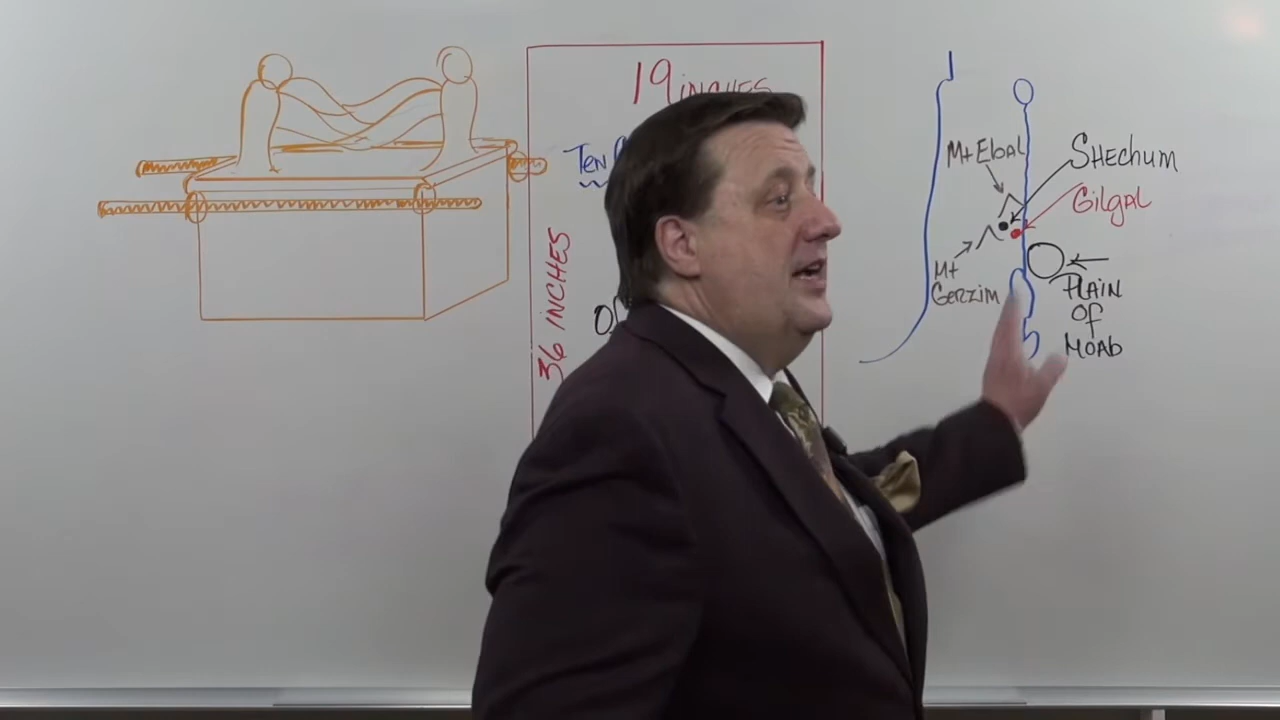 19 INCHES
Ten
36 INCHES
Mt Ebal
SHechum
Gilgal
Mt
Gerzim
PLAIN
OF
MOAb